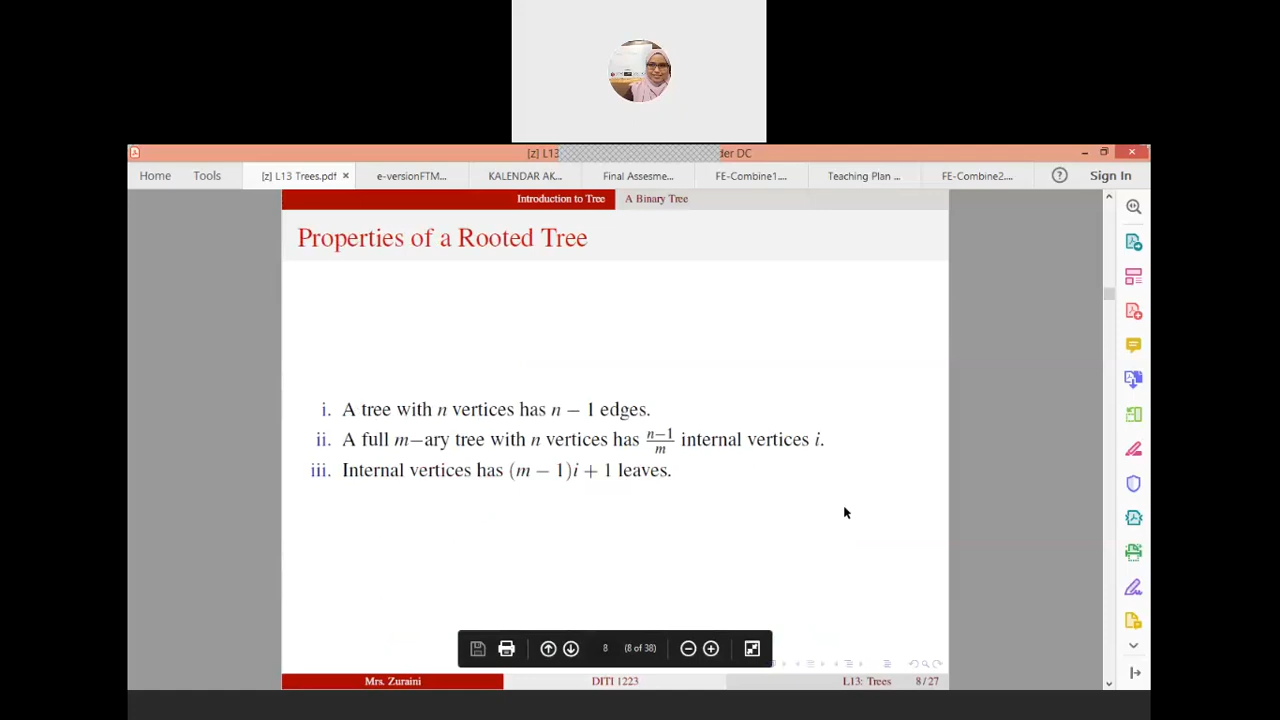 [z] L13 der DC
Home Tools [z] L13 Trees.pdf × e-versionFTM... KALENDAR AK... Final Assesme... FE-Combine1.... Teaching Plan ... FE-Combine2.... Sign In
Introduction to Tree A Binary Tree
Properties of a Rooted Tree
i. A tree with n vertices has n − 1 edges.
ii. A full m−ary tree with n vertices has \frac{n−1}{m} internal vertices i.
iii. Internal vertices has (m − 1)i + 1 leaves.
8 (8 of 38)
Mrs. Zuraini DITI 1223 L13: Trees 8 / 27